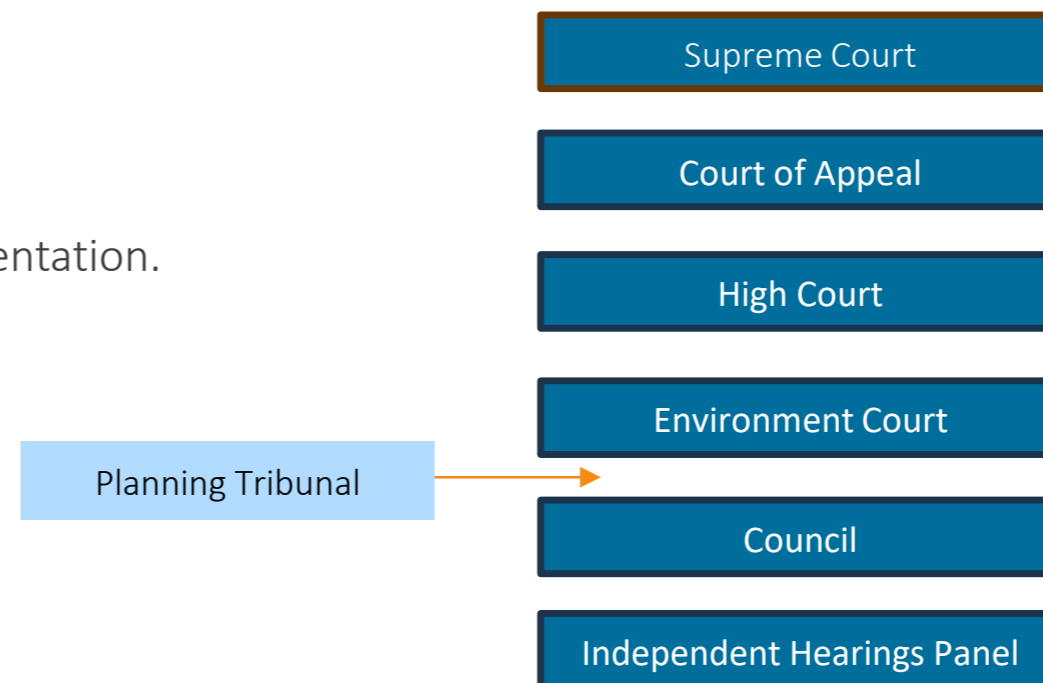 Supreme Court
Court of Appeal
entation.
High Court
Environment Court
Planning Tribunal
Council
Independent Hearings Panel